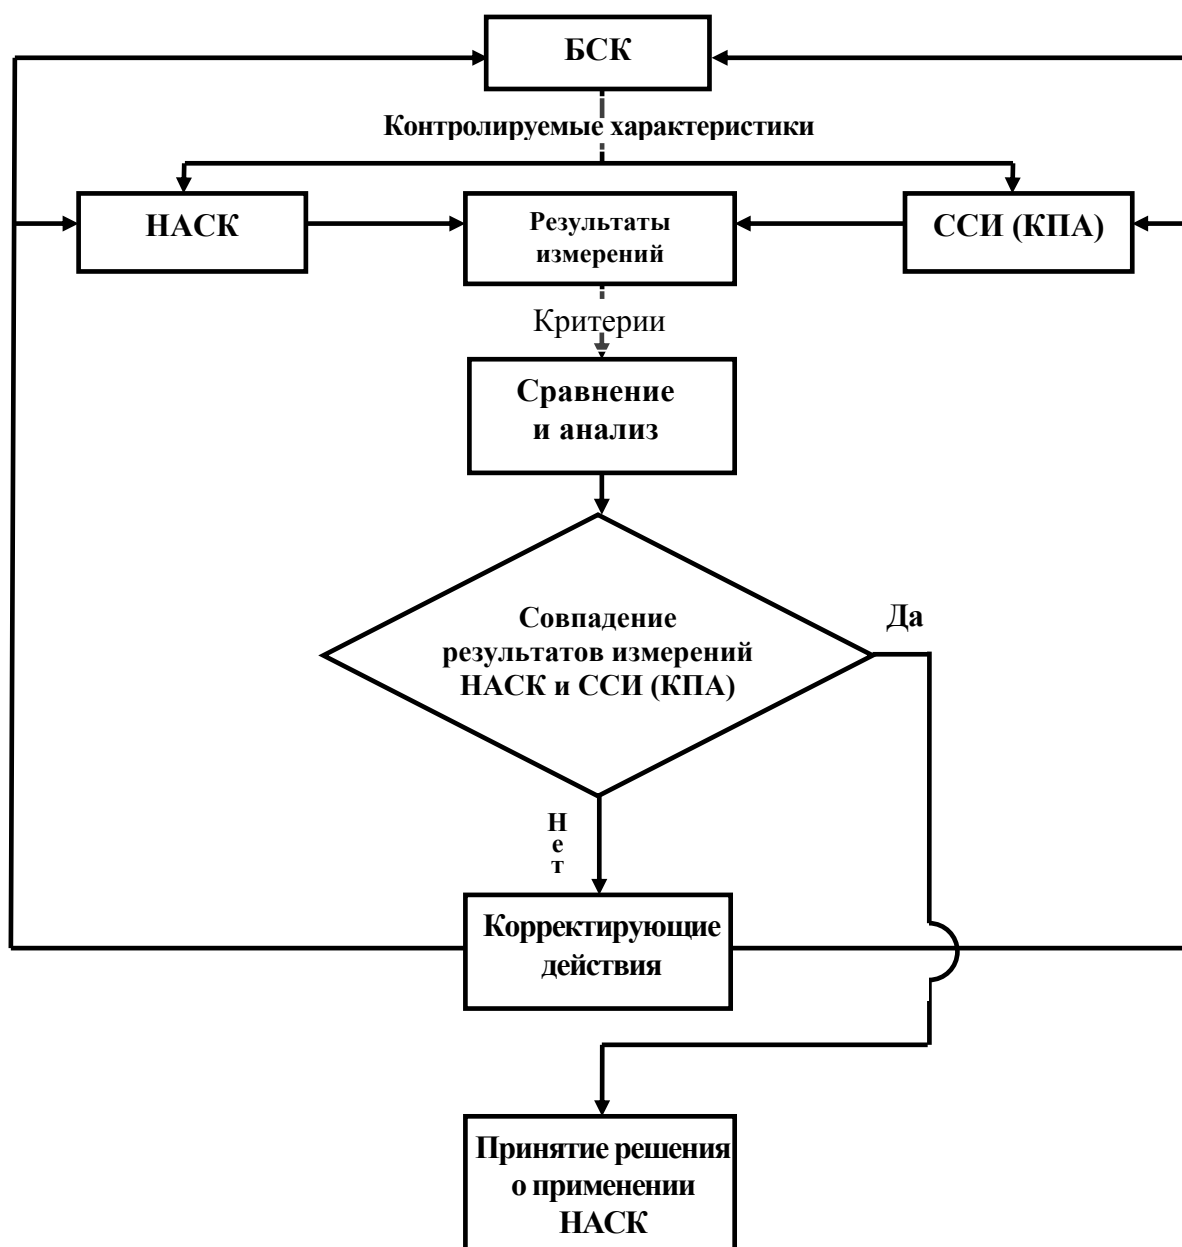 БСК
Контролируемые характеристики
НАСК
Результаты
измерений
ССИ (КПА)
Критерии
Сравнение
и анализ
Совпадение
результатов измерений
НАСК и ССИ (КПА)
Да
Н
е
т
Корректирующие
действия
Принятие решения
о применении
НАСК